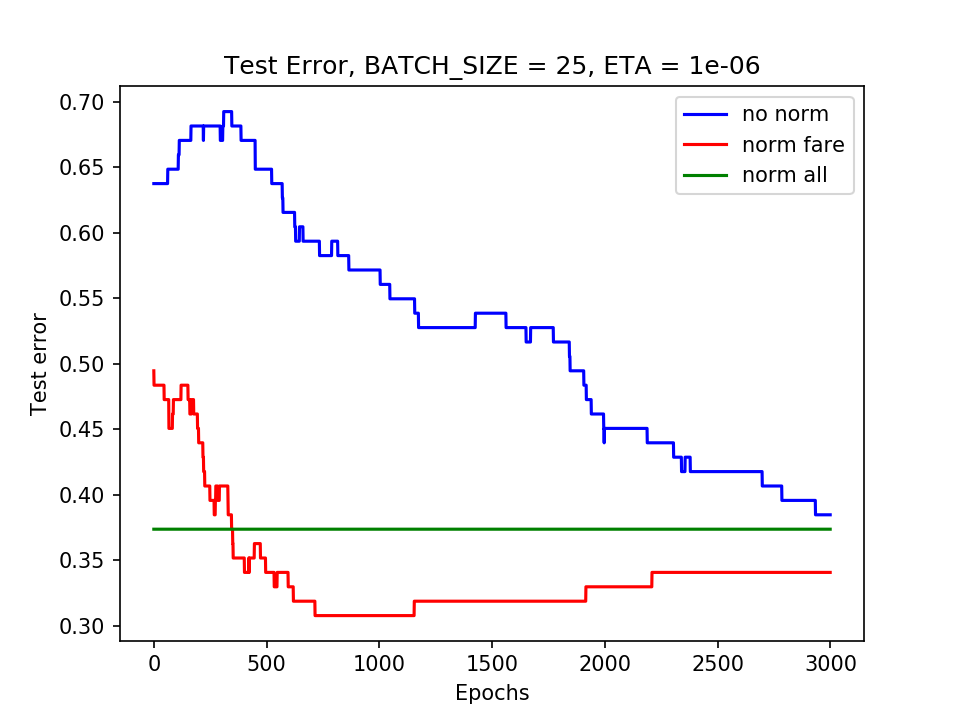 Test Error, BATCH_SIZE = 25, ETA = 1e-06
no norm
norm fare
norm all
0.70
0.65
0.60
0.55
0.50
0.45
0.40
0.35
0.30
Test error
0
500
1000
1500
2000
2500
3000
Epochs